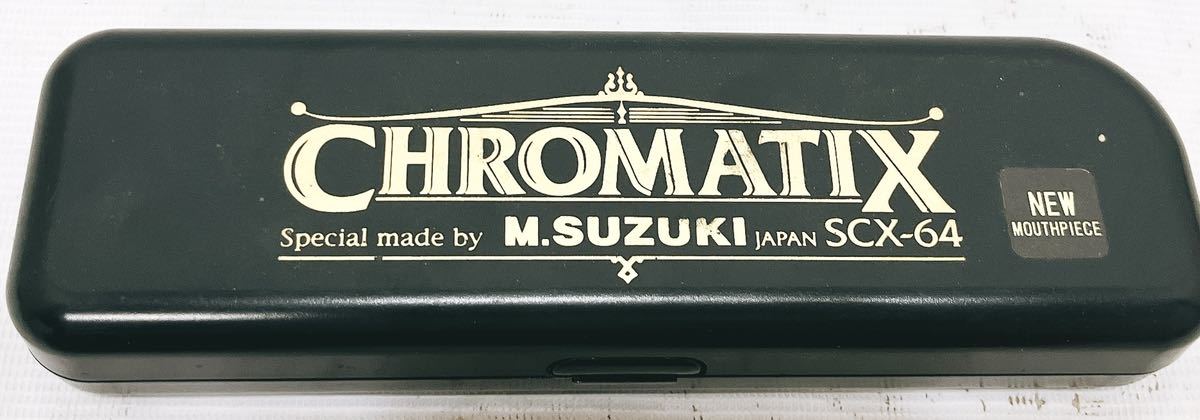 CHROMATIX
Special made by M.SUZUKI JAPAN SCX-64
NEW
MOUTHPIECE